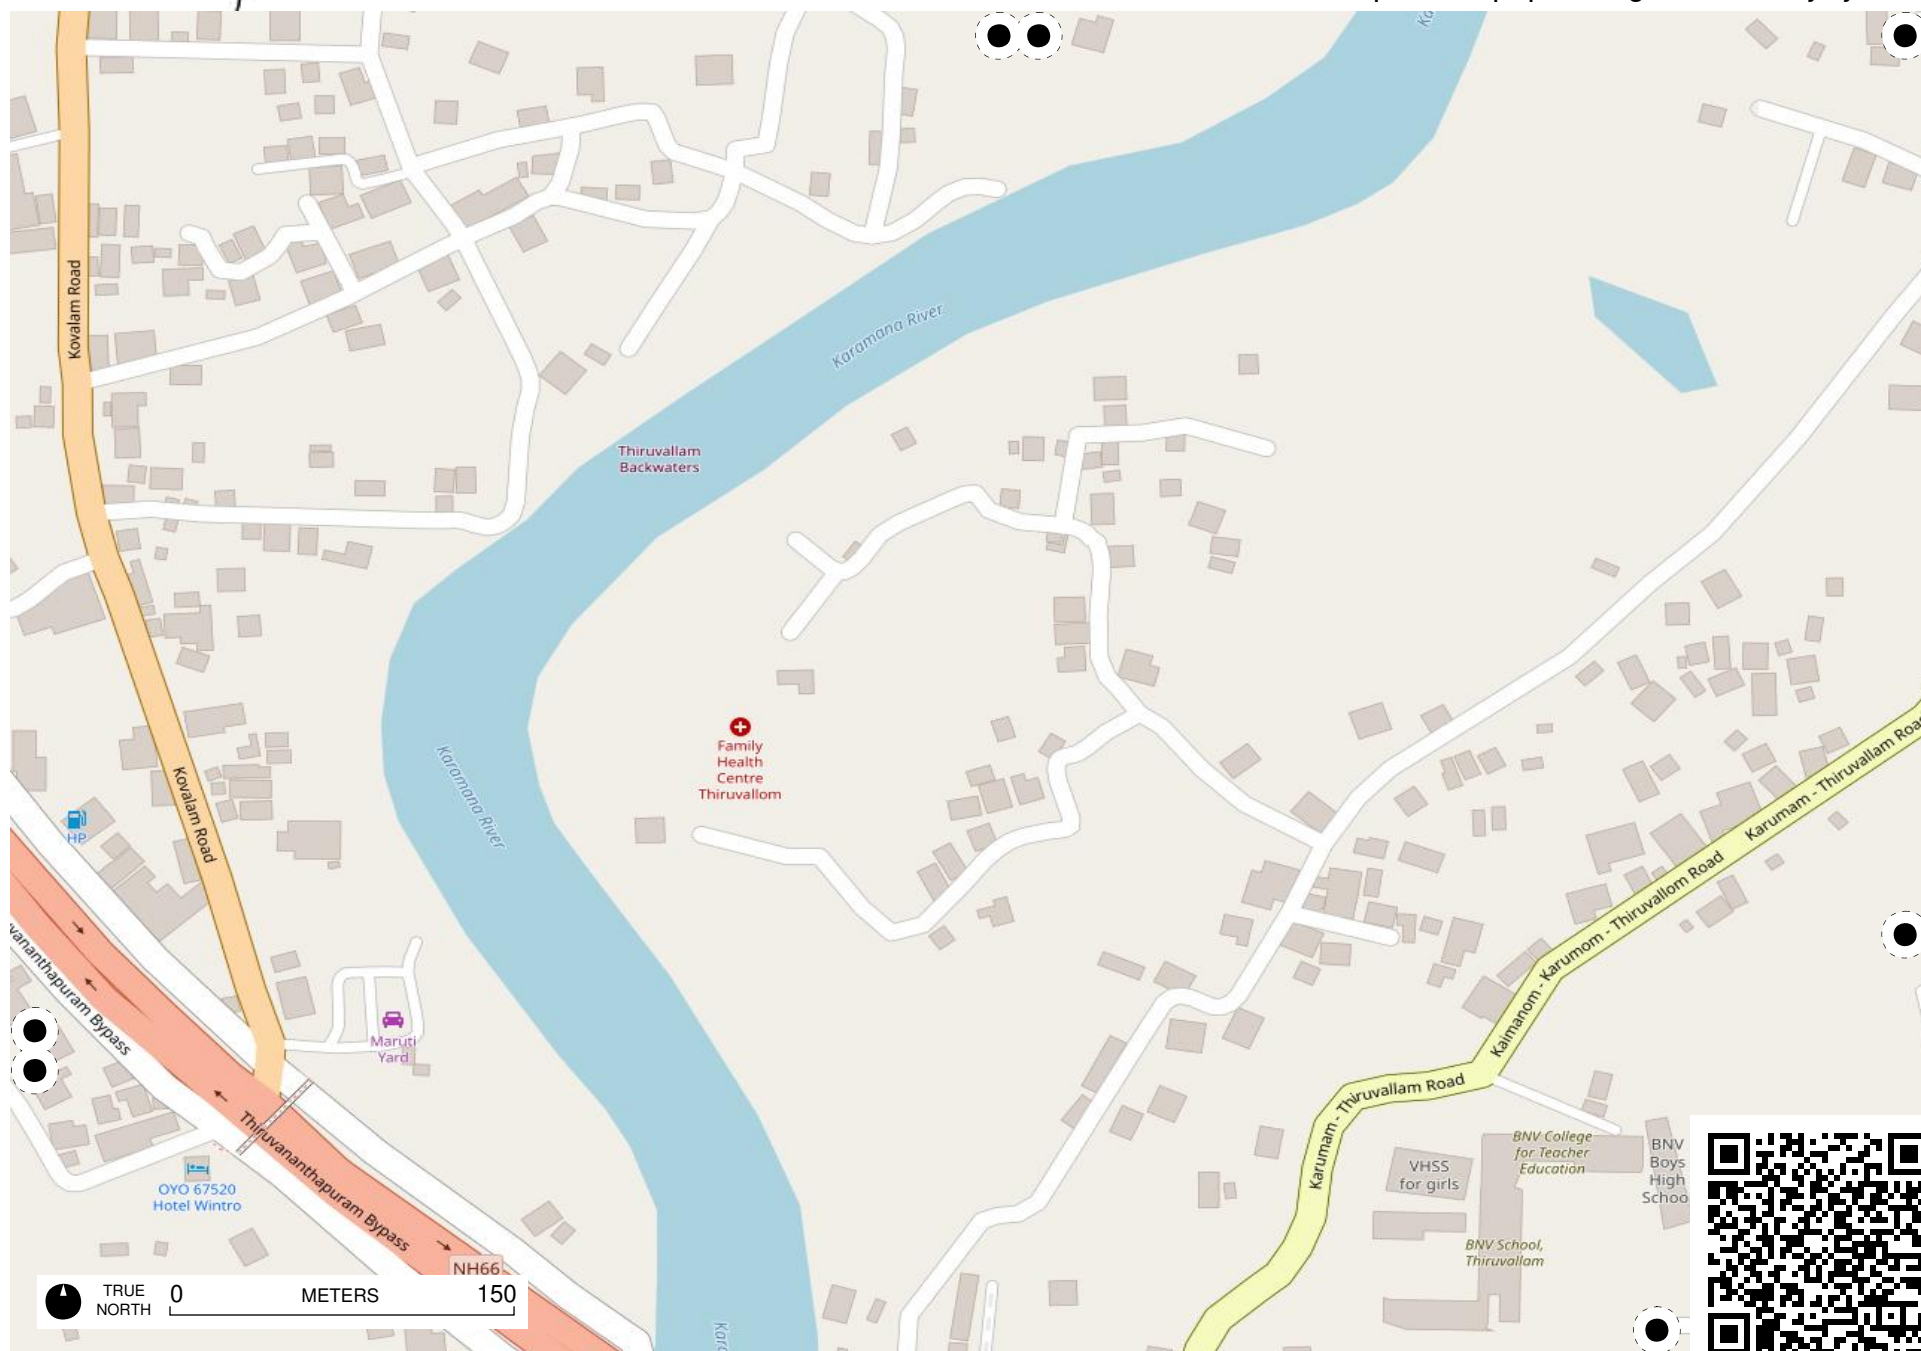 Kovalam Road
Karamana River
Thiruvallam
Backwaters
Family
Health
Centre
Thiruvallom
Karamana River
Kovalam Road
HP
Karumam - Thiruvallam Road
Kaimanom - Karumom - Thiruvallom Road
Maruti
Yard
Bypass
Karumam - Thiruvallam Road
Thiruvananthapuram Bypass
OYO 67520
Hotel Wintro
BNV College
for Teacher
Education
VHSS
for girls
BNV
Boys
High
Schoo
BNV School,
Thiruvallam
NH66
TRUE
NORTH
0 METERS 150